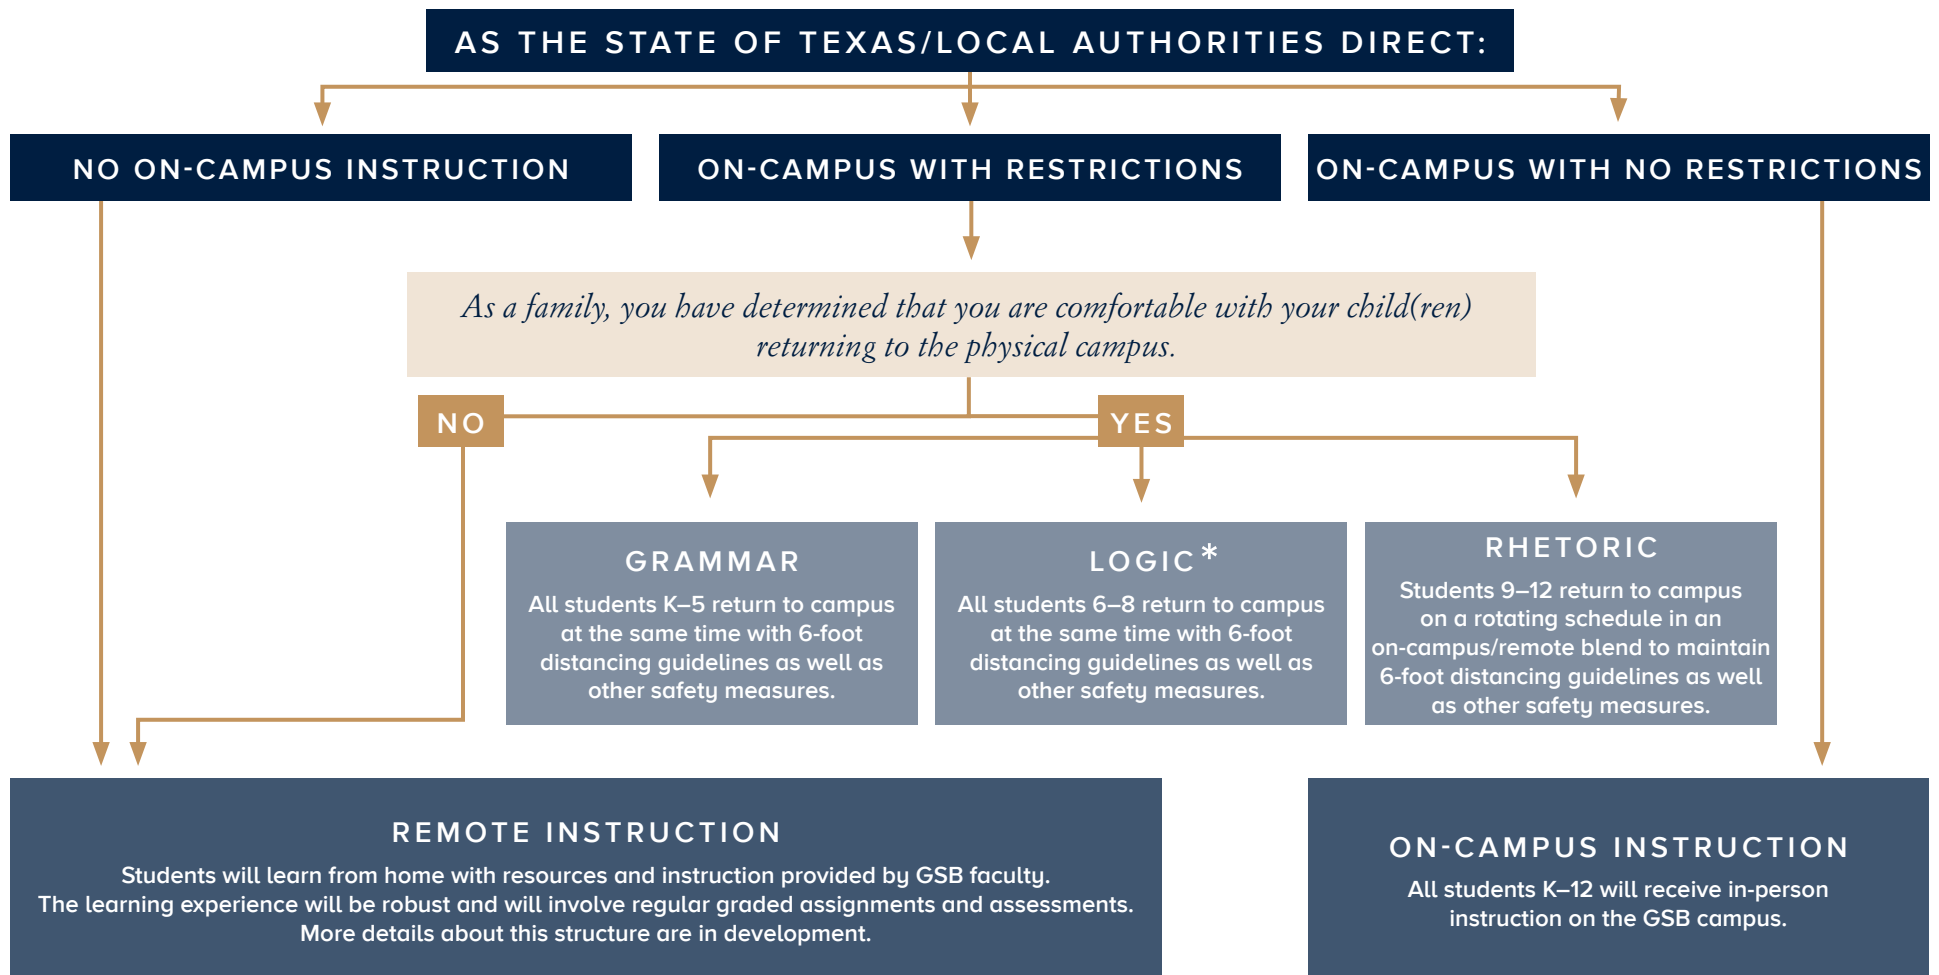 AS THE STATE OF TEXAS/LOCAL AUTHORITIES DIRECT:
NO ON-CAMPUS INSTRUCTION
ON-CAMPUS WITH RESTRICTIONS
ON-CAMPUS WITH NO RESTRICTIONS
As a family, you have determined that you are comfortable with your child(ren)
returning to the physical campus.
NO
YES
GRAMMAR
All students K–5 return to campus
at the same time with 6-foot
distancing guidelines as well as
other safety measures.
LOGIC*
All students 6–8 return to campus
at the same time with 6-foot
distancing guidelines as well as
other safety measures.
RHETORIC
Students 9–12 return to campus
on a rotating schedule in an
on-campus/remote blend to maintain
6-foot distancing guidelines as well
as other safety measures.
REMOTE INSTRUCTION
Students will learn from home with resources and instruction provided by GSB faculty.
The learning experience will be robust and will involve regular graded assignments and assessments.
More details about this structure are in development.
ON-CAMPUS INSTRUCTION
All students K–12 will receive in-person
instruction on the GSB campus.